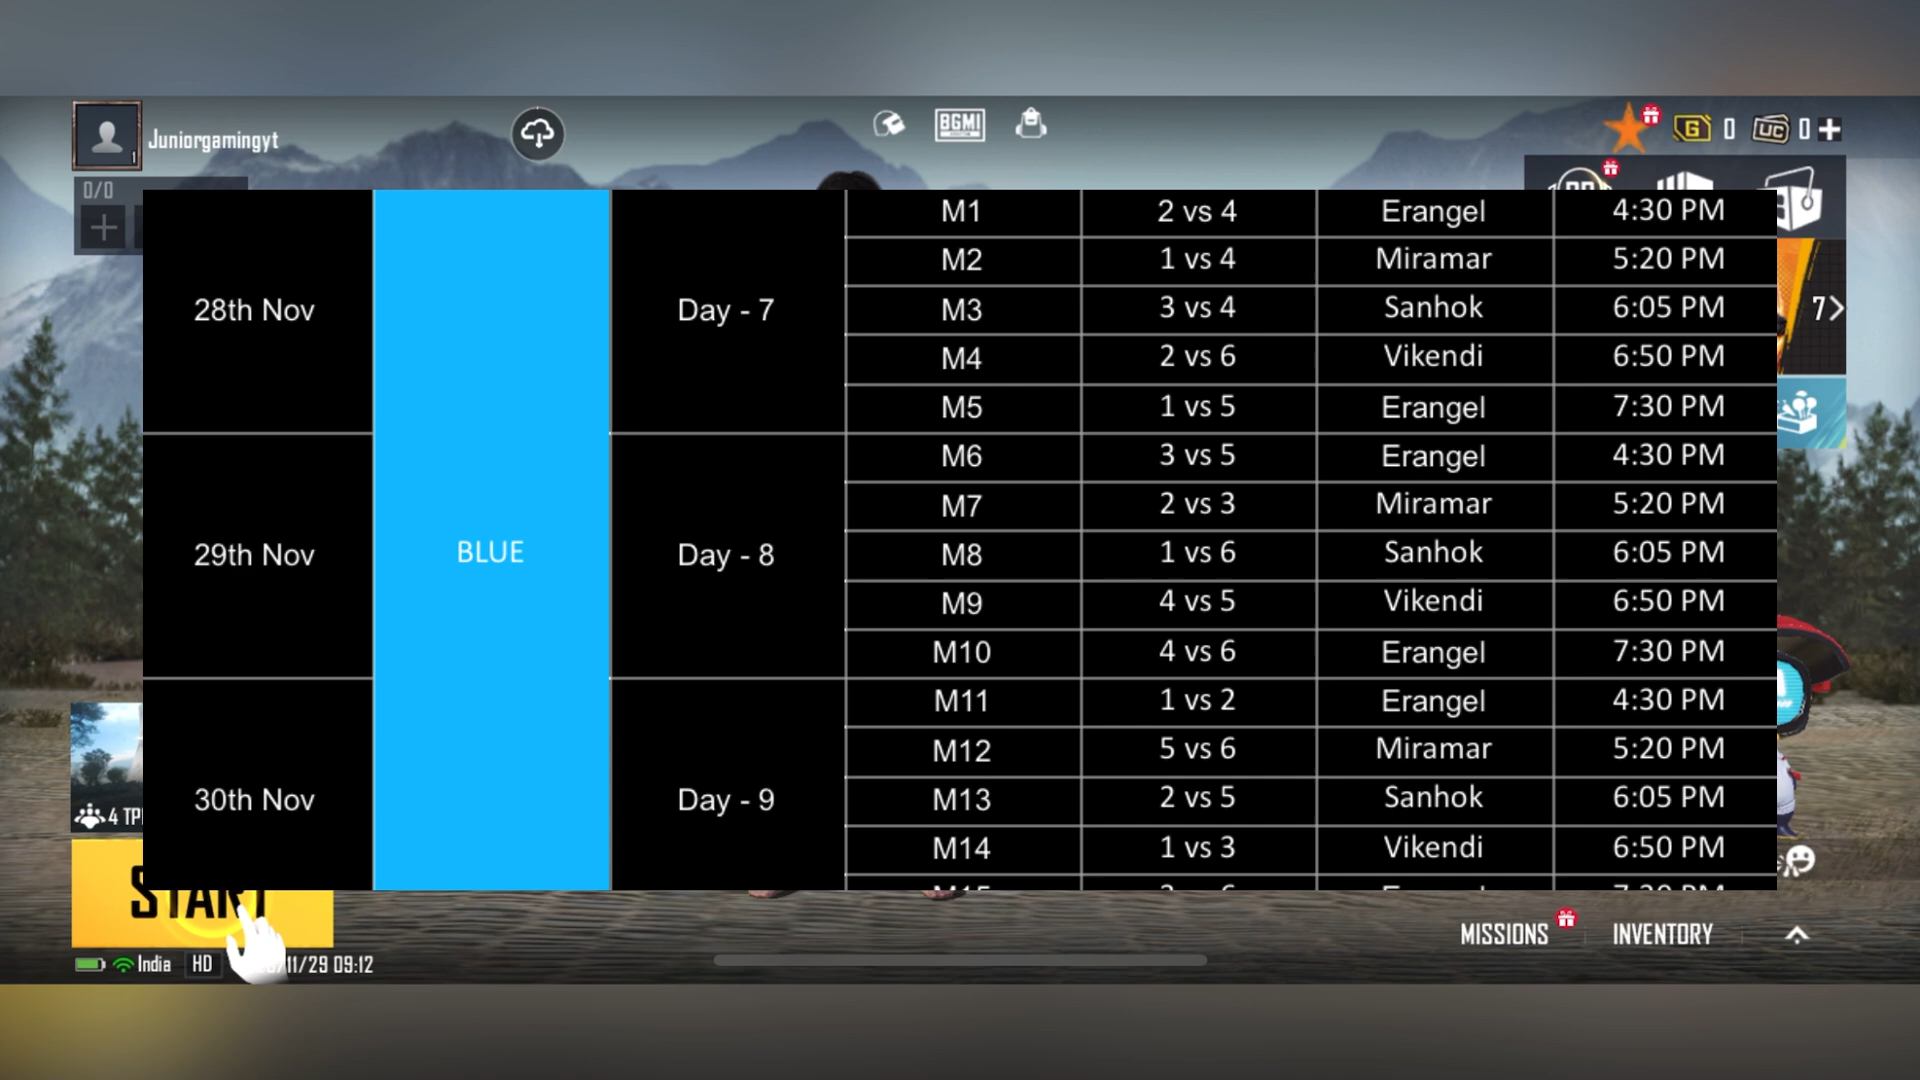 Juniorgamingyt
1
BGMI
G 0
UC 0
0/0
28th Nov
BLUE
Day - 7
M1 2 vs 4 Erangel 4:30 PM
M2 1 vs 4 Miramar 5:20 PM
M3 3 vs 4 Sanhok 6:05 PM
M4 2 vs 6 Vikendi 6:50 PM
M5 1 vs 5 Erangel 7:30 PM
7
29th Nov
Day - 8
M6 3 vs 5 Erangel 4:30 PM
M7 2 vs 3 Miramar 5:20 PM
M8 1 vs 6 Sanhok 6:05 PM
M9 4 vs 5 Vikendi 6:50 PM
M10 4 vs 6 Erangel 7:30 PM
30th Nov
Day - 9
M11 1 vs 2 Erangel 4:30 PM
M12 5 vs 6 Miramar 5:20 PM
M13 2 vs 5 Sanhok 6:05 PM
M14 1 vs 3 Vikendi 6:50 PM
4
START
MISSIONS
INVENTORY
India HD /11/29 09:12